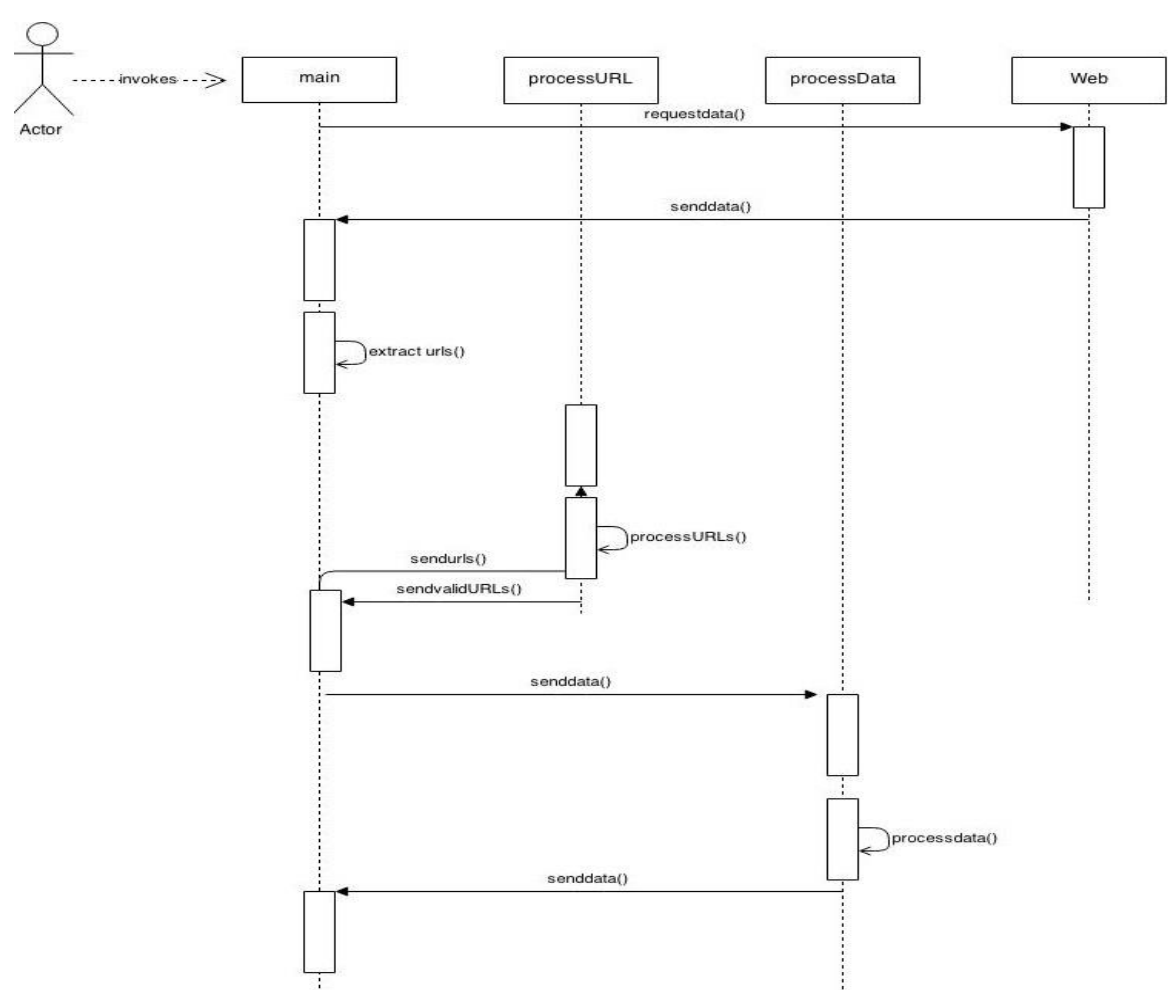 invokes
main
processURL
processData
Web
Actor
requestdata()
senddata()
extract urls()
processURLs()
sendurls()
sendvalidURLs()
senddata()
processdata()
senddata()